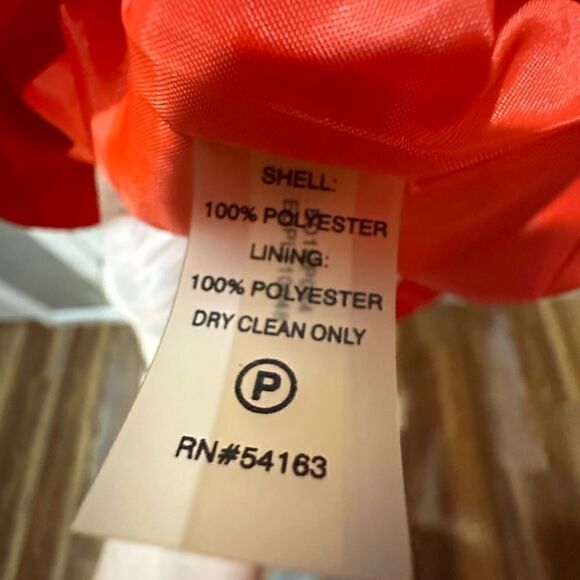 SHELL:
100% POLYESTER
LINING:
100% POLYESTER
DRY CLEAN ONLY
P
RN#54163